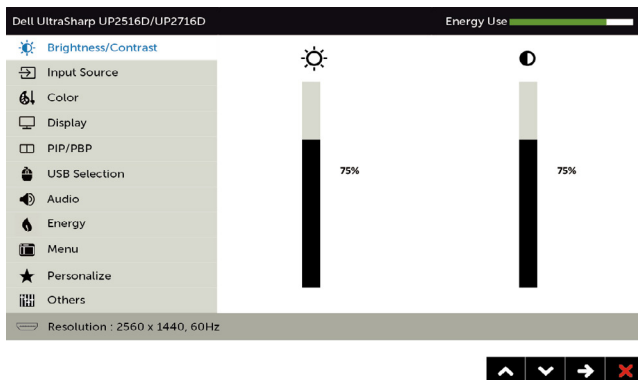 Dell UltraSharp UP2516D/UP2716D Energy Use
Brightness/Contrast
Input Source
Color
Display
PIP/PBP
USB Selection
Audio
Energy
Menu
Personalize
Others
75% 75%
Resolution : 2560 x 1440, 60Hz